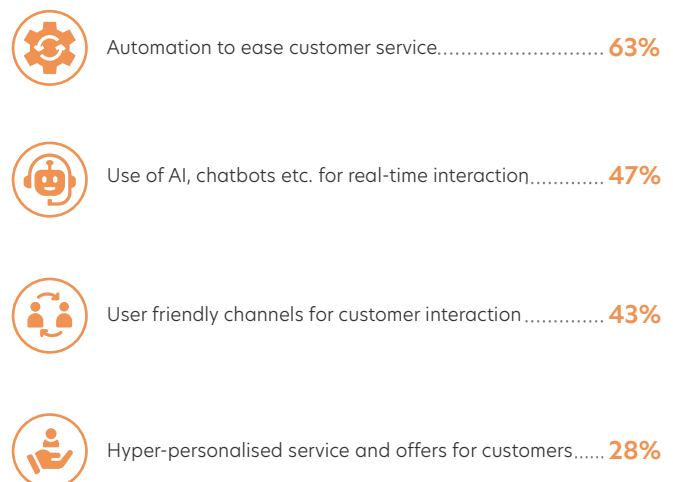 Automation to ease customer service............................ 63%
Use of AI, chatbots etc. for real-time interaction............. 47%
User friendly channels for customer interaction.............. 43%
Hyper-personalised service and offers for customers...... 28%